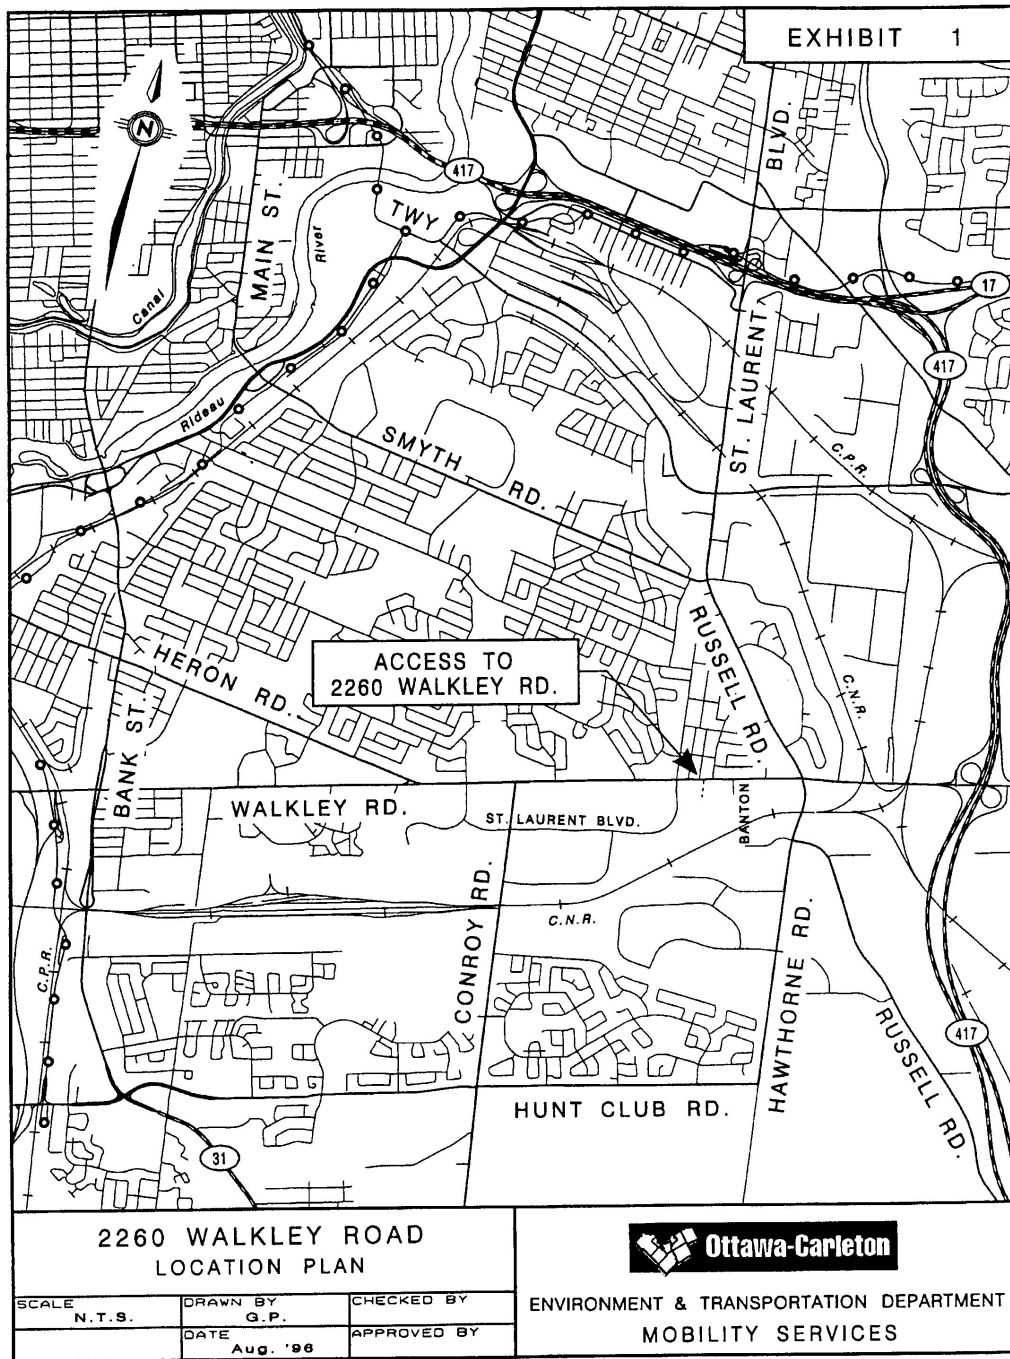 EXHIBIT 1
N
417
BLVD.
MAIN ST.
TWY
River
Canal
17
417
ST. LAURENT
Rideau
SMYTH RD.
C.P.R.
HERON RD.
ACCESS TO
2260 WALKLEY RD.
RUSSELL RD.
C.N.R.
BANK ST.
WALKLEY RD.
ST. LAURENT BLVD.
BANTON
CONROY RD.
C.N.R.
C.P.R.
HAWTHORNE RD.
RUSSELL RD.
417
HUNT CLUB RD.
31
2260 WALKLEY ROAD
LOCATION PLAN
SCALE
N.T.S.
DRAWN BY
G.P.
CHECKED BY
DATE
Aug. '96
APPROVED BY
Ottawa-Carleton
ENVIRONMENT & TRANSPORTATION DEPARTMENT
MOBILITY SERVICES